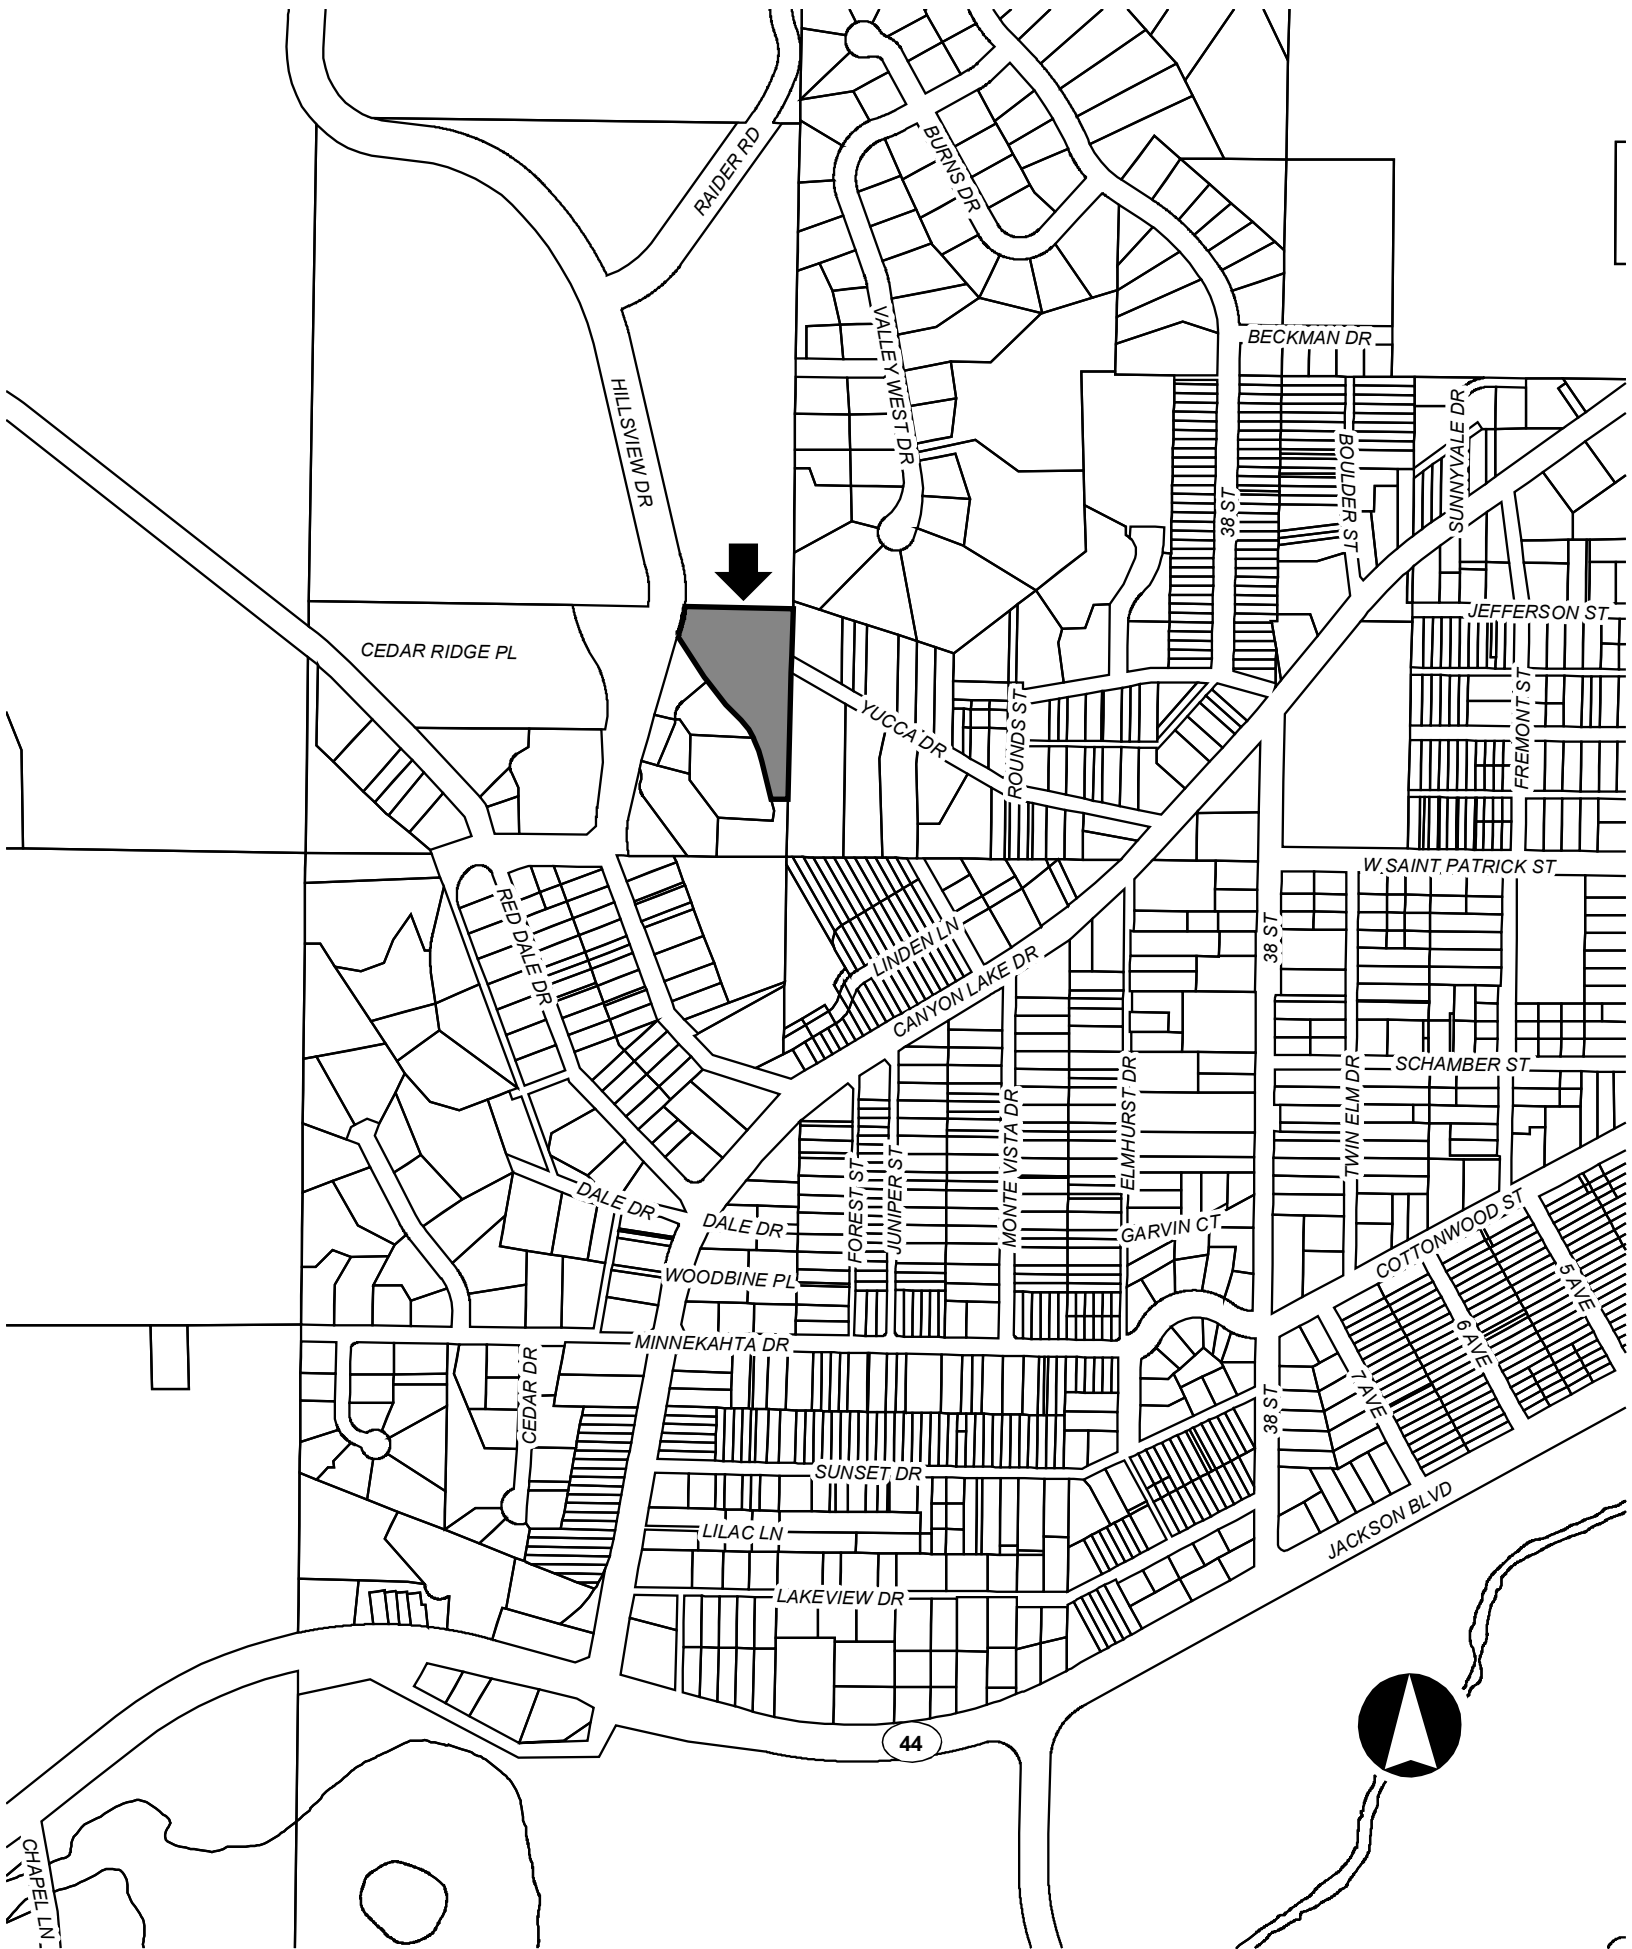 RAIDER RD
BURNS DR
HILLSVIEW DR
VALLEY WEST DR
BECKMAN DR
SUNNYVALE DR
BOULDER ST
38 ST
JEFFERSON ST
CEDAR RIDGE PL
YUCCA DR
ROUNDS ST
FREMONT ST
W SAINT PATRICK ST
RED DALE DR
LINDEN LN
CANYON LAKE DR
38 ST
SCHAMBER ST
TWIN ELM DR
ELMHURST DR
MONTE VISTA DR
JUNIPER ST
FOREST ST
DALE DR
DALE DR
GARVIN CT
COTTONWOOD ST
WOODBINE PL
5 AVE
6 AVE
7 AVE
MINNEKAHTA DR
CEDAR DR
38 ST
SUNSET DR
LILAC LN
JACKSON BLVD
LAKEVIEW DR
44
CHAPEL LN